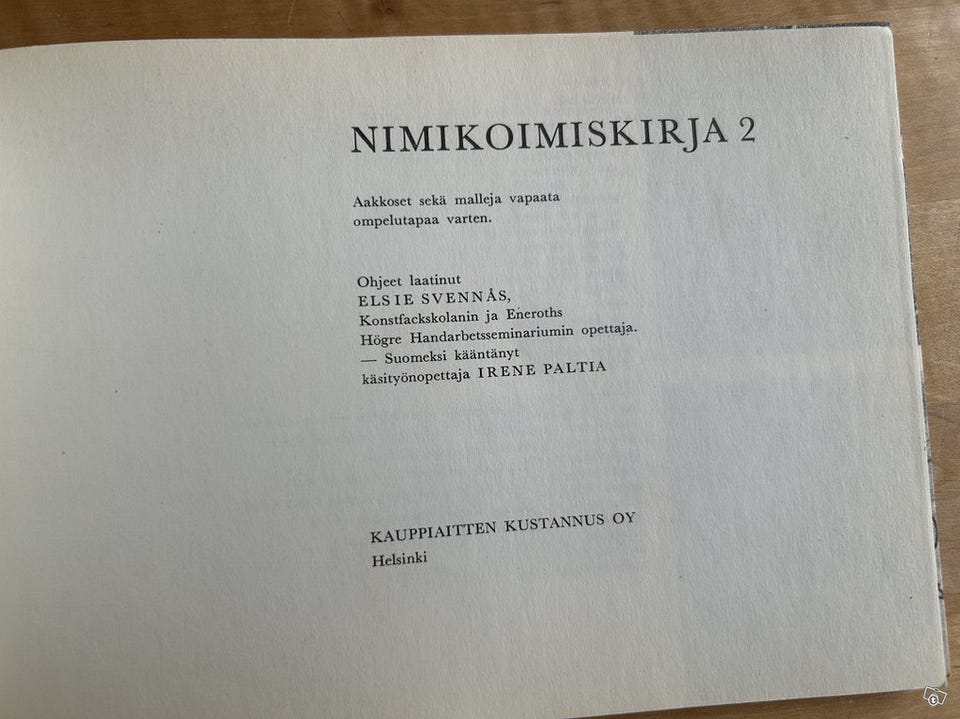 NIMIKOIMISKIRJA 2
Aakkoset sekä malleja vapaata
ompelutapaa varten.
Ohjeet laatinut
ELSIE SVENNÅS,
Konstfackskolanin ja Eneroths
Högre Handarbetsseminariumin opettaja.
— Suomeksi kääntänyt
käsityönopettaja IRENE PALTIA
KAUPPIAITTEN KUSTANNUS OY
Helsinki